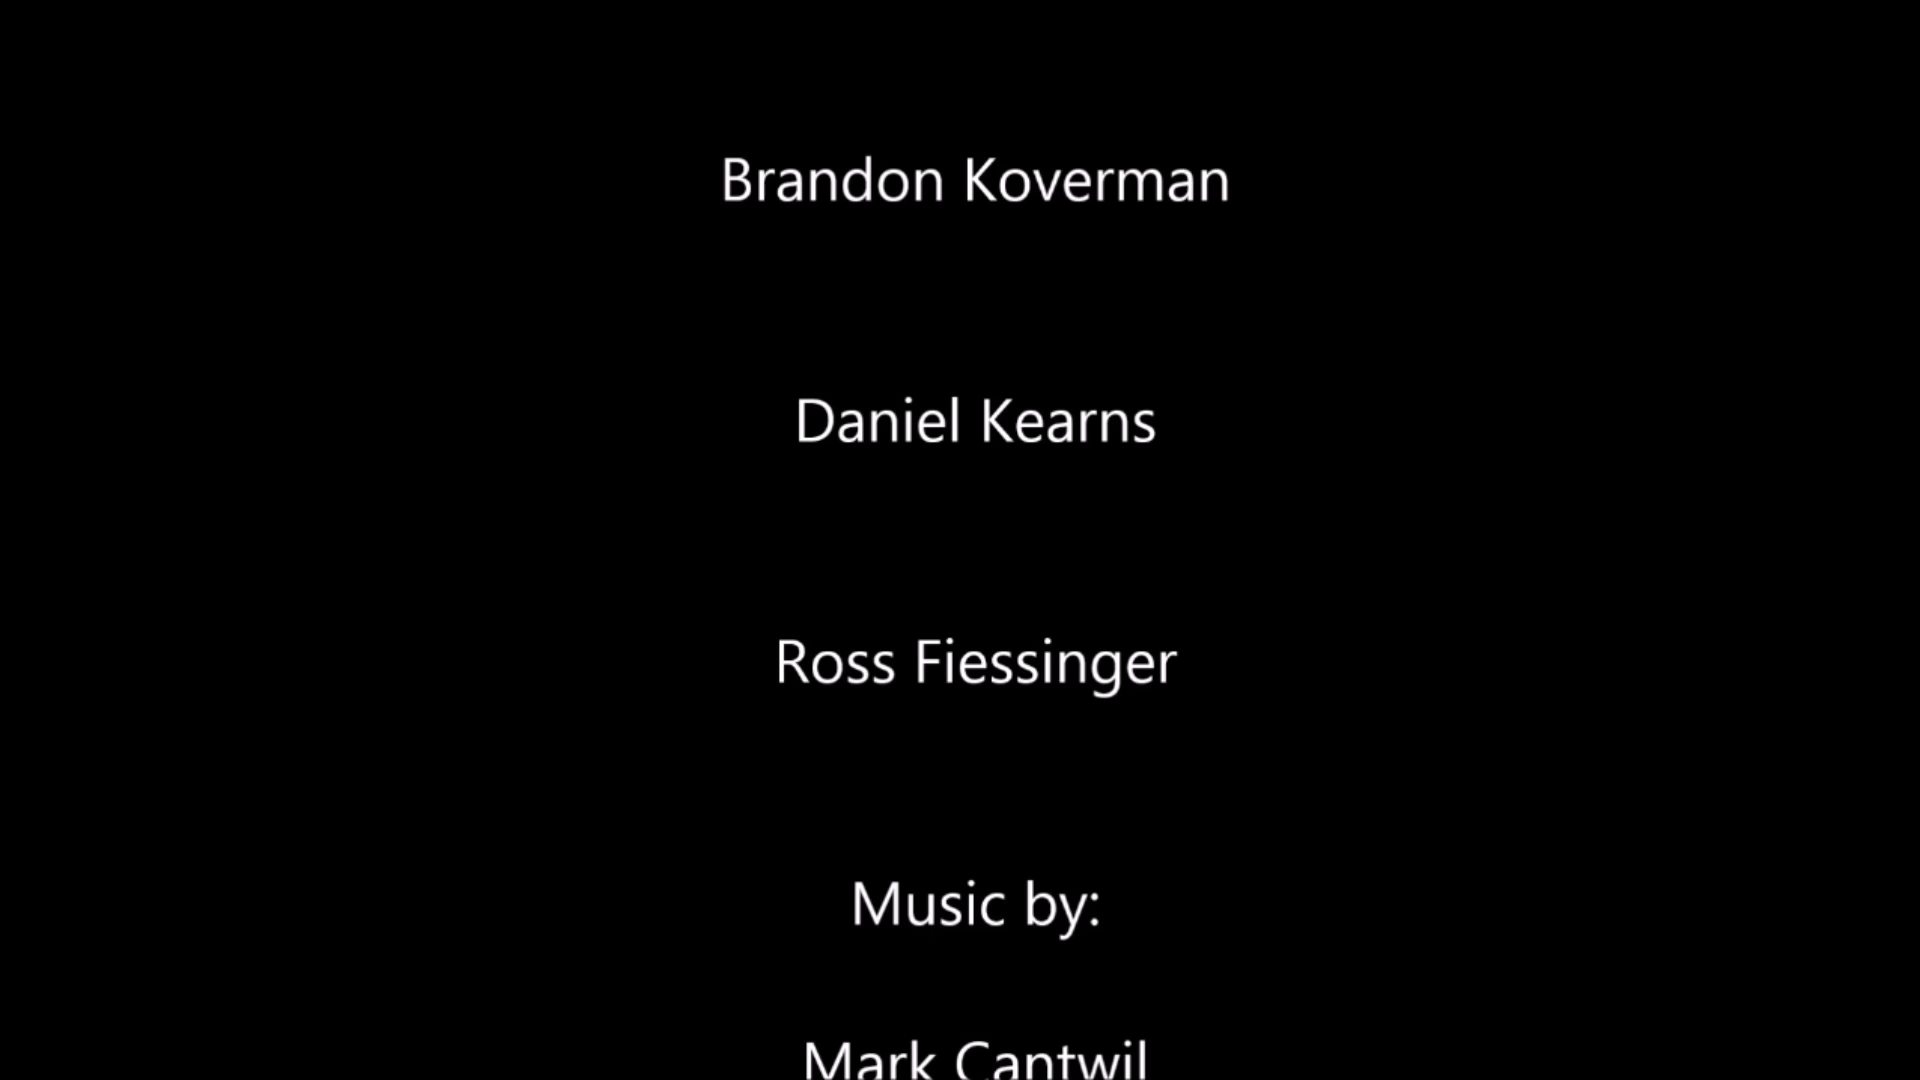 Brandon Koverman
Daniel Kearns
Ross Fiessinger
Music by:
Mark Cantwil